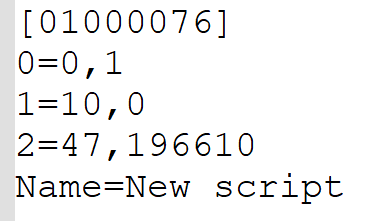 [01000076]
0=0,1
1=10,0
2=47,196610
Name=New script